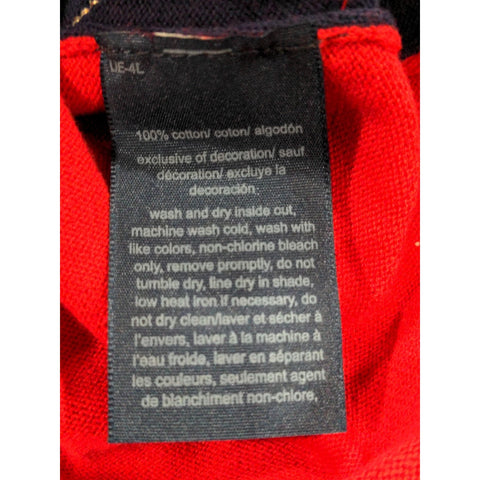 UE-4L
100% cotton/ coton/ algodón
exclusive of decoration/ sauf
décoration/ excluye la
decoración.
wash and dry inside out,
machine wash cold, wash with
like colors, non-chlorine bleach
only, remove promptly, do not
tumble dry, line dry in shade,
low heat iron if necessary, do
not dry clean/laver et sécher à
l'envers, laver à la machine à
l'eau froide, laver en séparant
les couleurs, seulement agent
de blanchiment non-chlore,